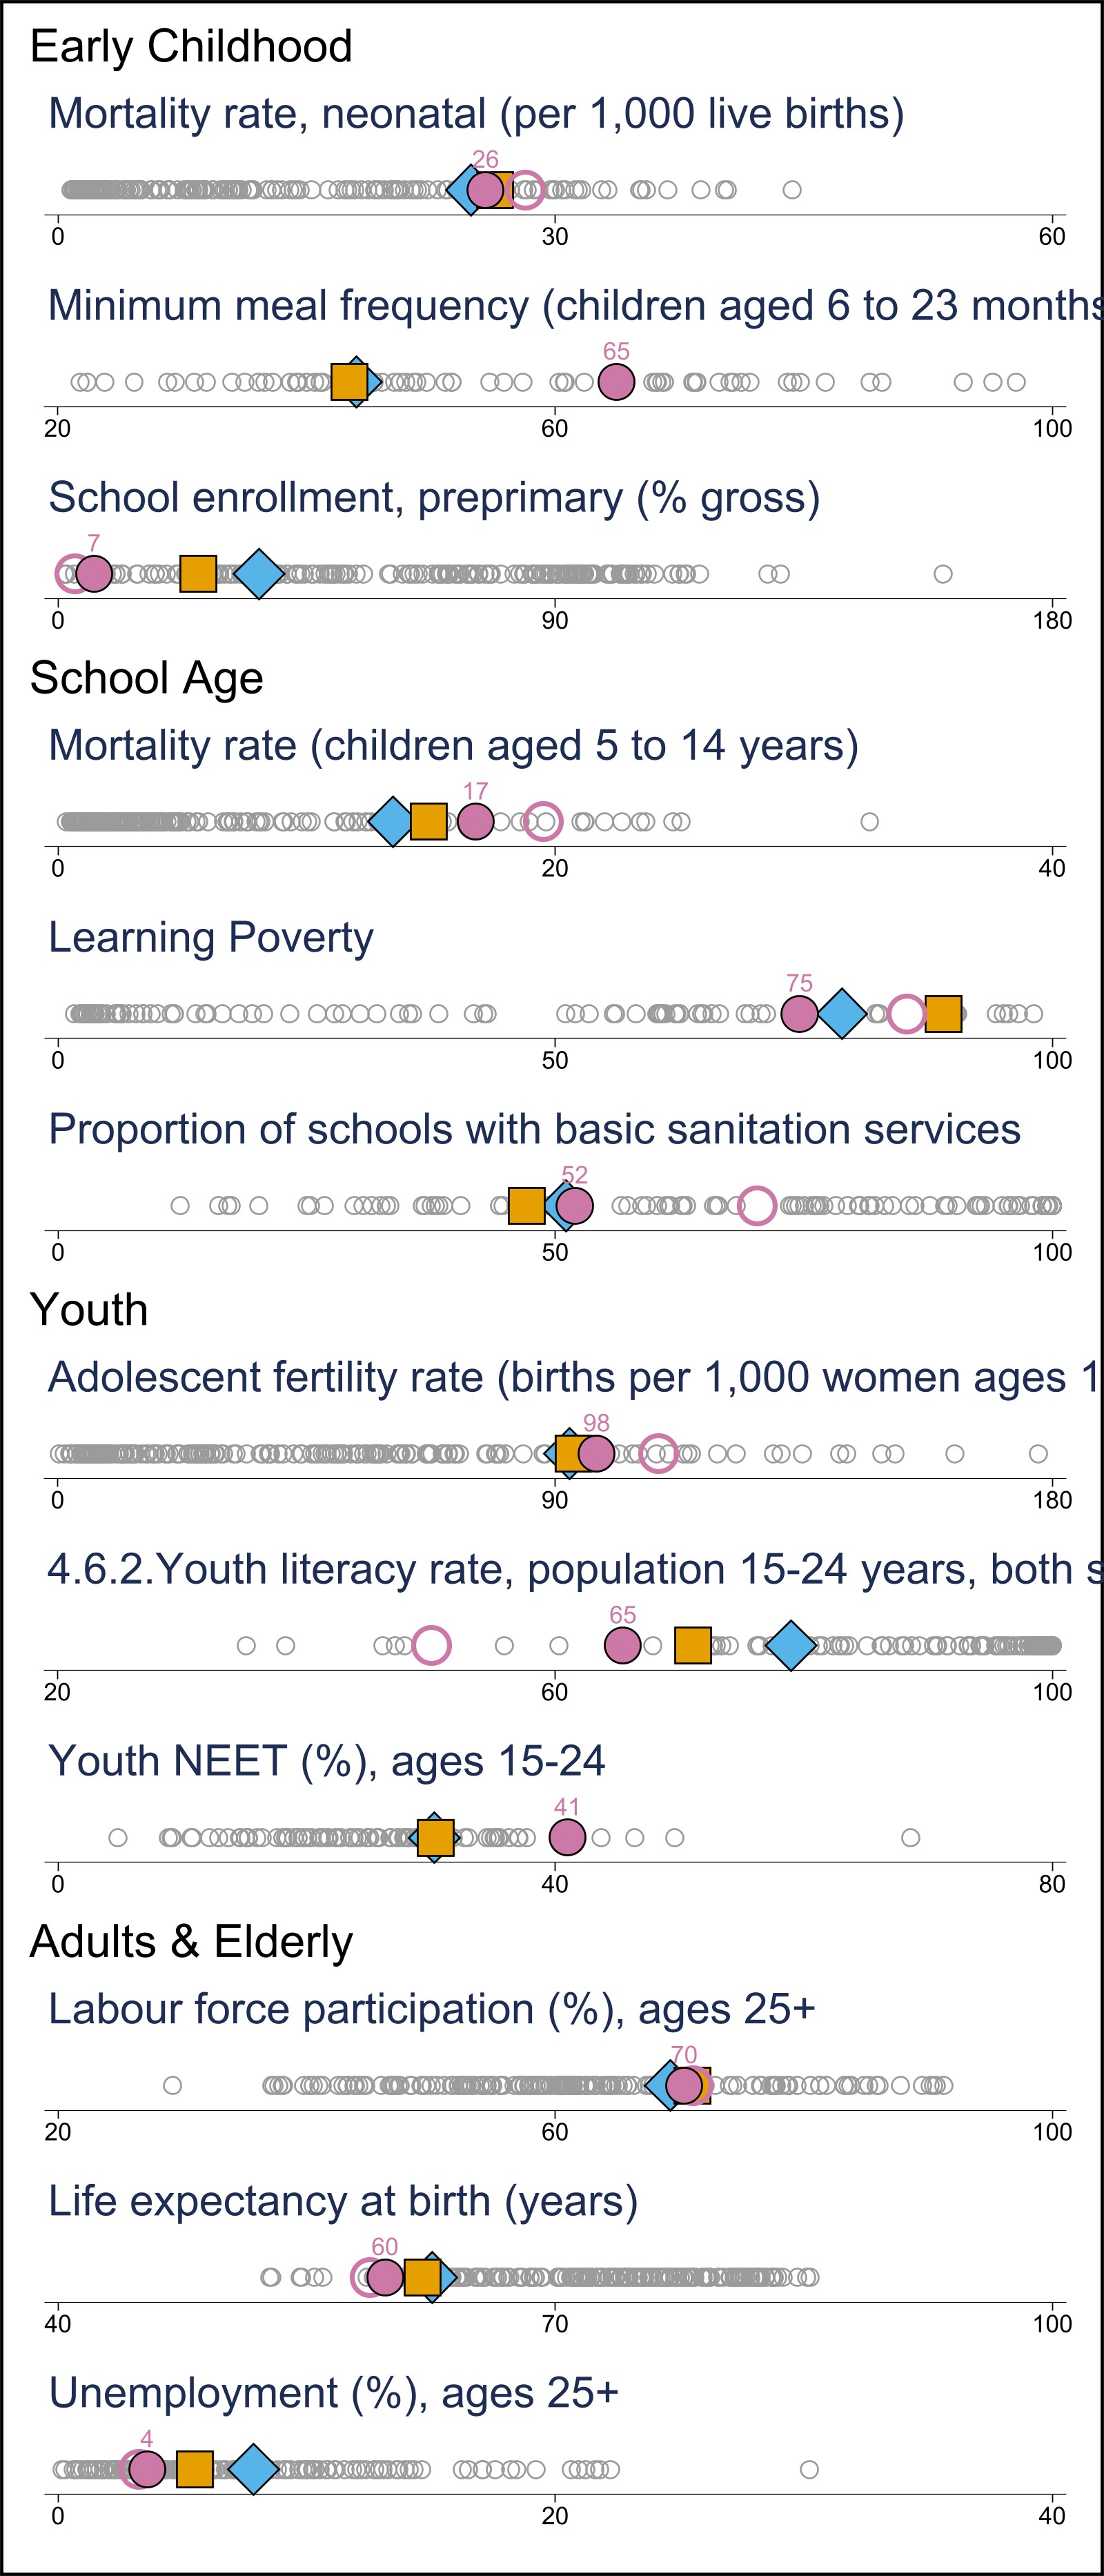 Early Childhood
Mortality rate, neonatal (per 1,000 live births)
26
0 30 60
Minimum meal frequency (children aged 6 to 23 months
65
20 60 100
School enrollment, preprimary (% gross)
7
0 90 180
School Age
Mortality rate (children aged 5 to 14 years)
17
0 20 40
Learning Poverty
75
0 50 100
Proportion of schools with basic sanitation services
52
0 50 100
Youth
Adolescent fertility rate (births per 1,000 women ages 1
98
0 90 180
4.6.2.Youth literacy rate, population 15-24 years, both s
65
20 60 100
Youth NEET (%), ages 15-24
41
0 40 80
Adults & Elderly
Labour force participation (%), ages 25+
70
20 60 100
Life expectancy at birth (years)
60
40 70 100
Unemployment (%), ages 25+
4
0 20 40